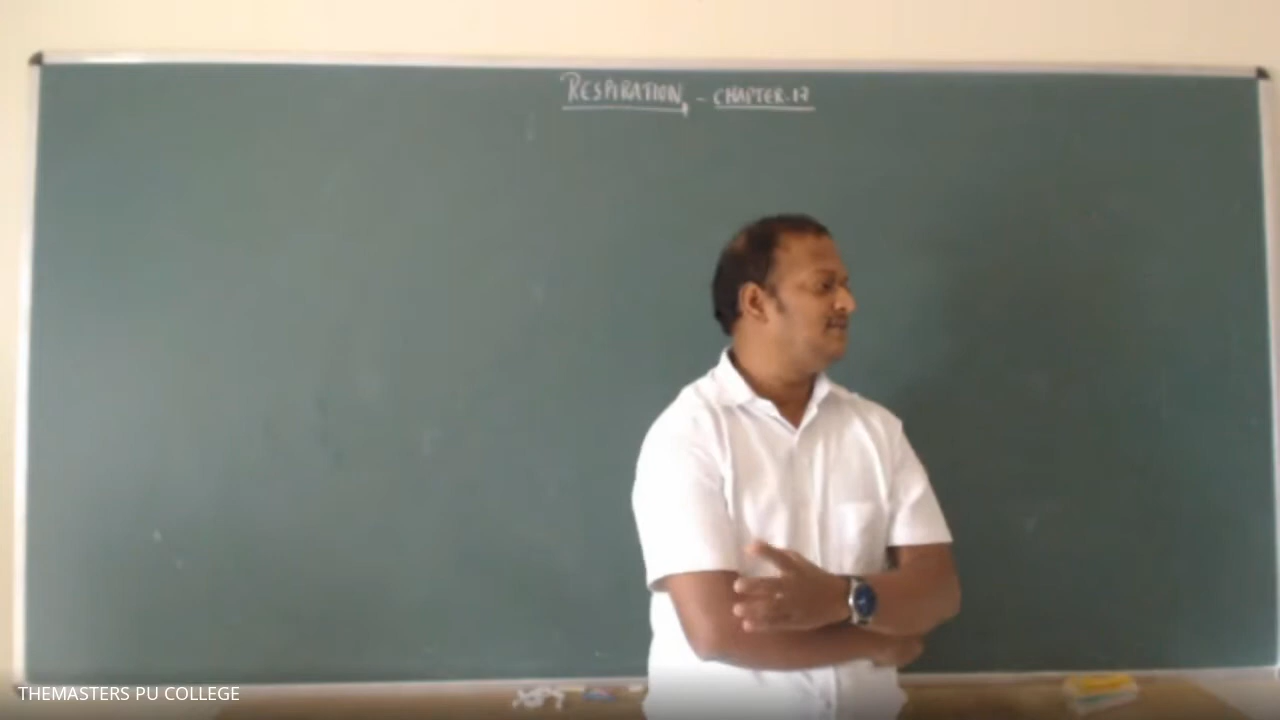 RESPIRATION, - CHAPTER.17
THEMASTERS PU COLLEGE